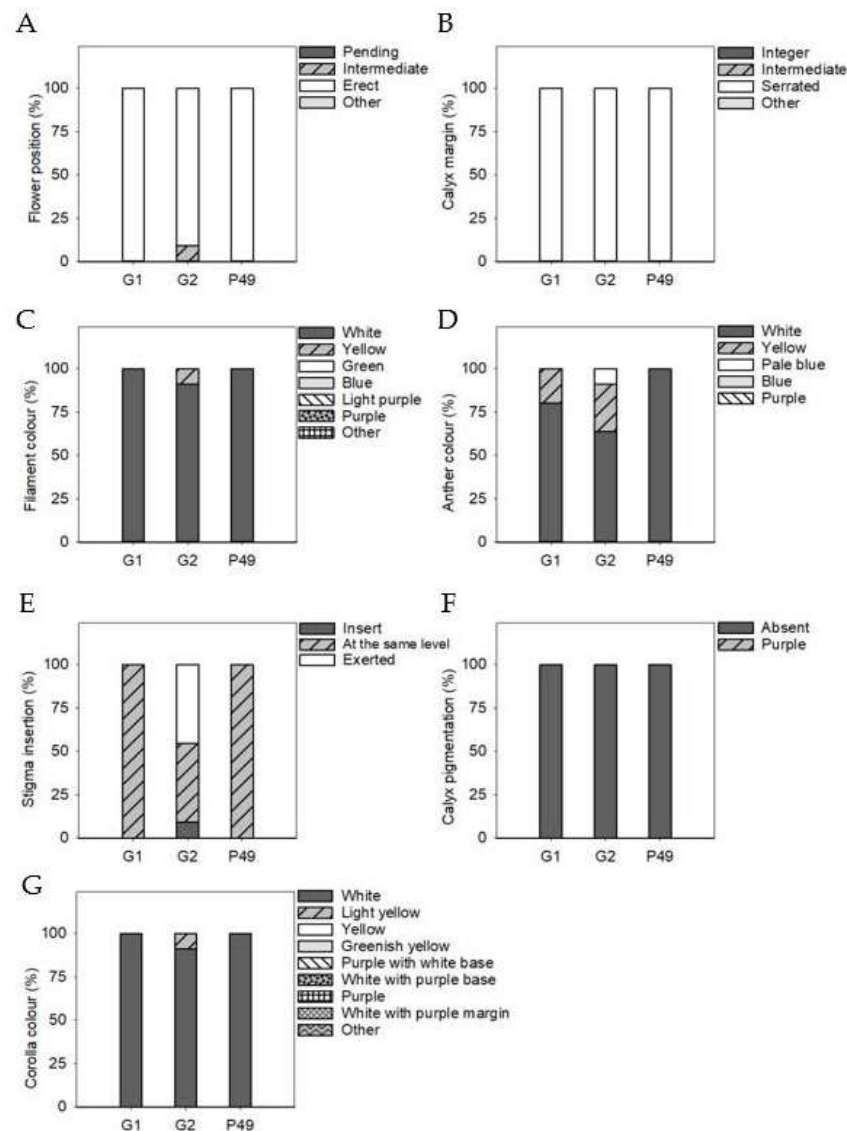 A
Pending
Intermediate
Erect
Other
Flower position (%)
100
75
50
25
0
G1 G2 P49
B
Integer
Intermediate
Serrated
Other
Calyx margin (%)
100
75
50
25
0
G1 G2 P49
C
White
Yellow
Green
Blue
Light purple
Purple
Other
Filament colour (%)
100
75
50
25
0
G1 G2 P49
D
White
Yellow
Pale blue
Blue
Purple
Anther colour (%)
100
75
50
25
0
G1 G2 P49
E
Insert
At the same level
Exerted
Stigma insertion (%)
100
75
50
25
0
G1 G2 P49
F
Absent
Purple
Calyx pigmentation (%)
100
75
50
25
0
G1 G2 P49
G
White
Light yellow
Yellow
Greenish yellow
Purple with white base
White with purple base
Purple
White with purple margin
Other
Corolla colour (%)
100
75
50
25
0
G1 G2 P49